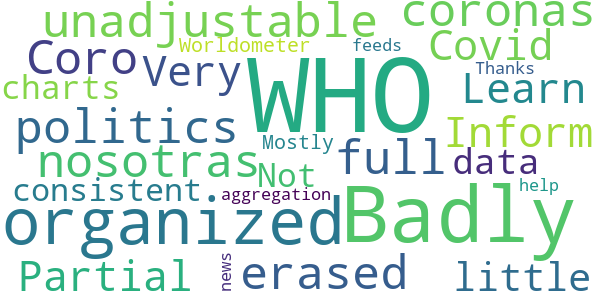 unadjustable
coronas
Worldometer
feeds
Covid
Coro
Very
WHO
Thanks
charts
Learn
politics
Mostly
Inform
nosotras
Not
full
data
consistent
aggregation
help
organized
Badly
Partial
news
erased
little